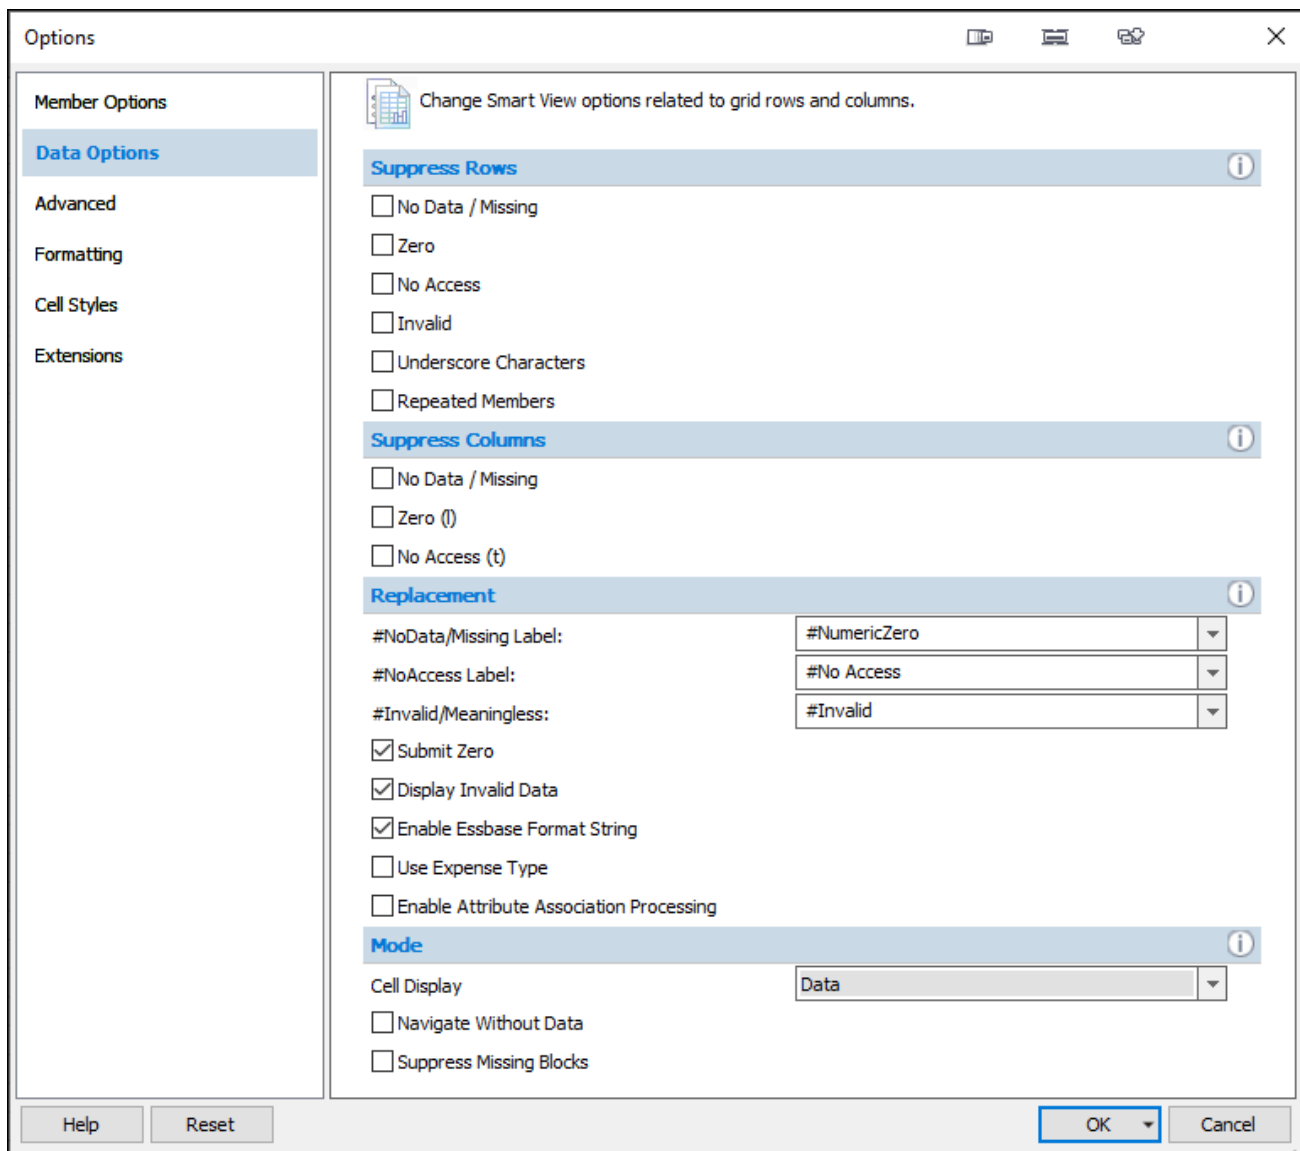 Options
Member Options
Data Options
Advanced
Formatting
Cell Styles
Extensions
Change Smart View options related to grid rows and columns.
Suppress Rows
No Data / Missing
Zero
No Access
Invalid
Underscore Characters
Repeated Members
Suppress Columns
No Data / Missing
Zero (l)
No Access (t)
Replacement
#NoData/Missing Label: #NumericZero
#NoAccess Label: #No Access
#Invalid/Meaningless: #Invalid
Submit Zero
Display Invalid Data
Enable Essbase Format String
Use Expense Type
Enable Attribute Association Processing
Mode
Cell Display Data
Navigate Without Data
Suppress Missing Blocks
Help Reset OK Cancel